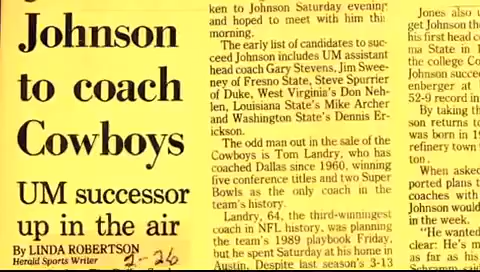 Johnson
to coach
Cowboys
UM successor
up in the air
By LINDA ROBERTSON
Herald Sports Writer
2-26
ken to Johnson Saturday evening
and hoped to meet with him this
morning.
The early list of candidates to suc-
ceed Johnson includes UM assistant
head coach Gary Stevens, Jim Swee-
ney of Fresno State, Steve Spurrier
of Duke, West Virginia's Don Neh-
len, Louisiana State's Mike Archer
and Washington State's Dennis Er-
ickson.
The odd man out in the sale of the
Cowboys is Tom Landry, who has
coached Dallas since 1960, winning
five conference titles and two Super
Bowls as the only coach in the
team's history.
Landry, 64, the third-winningest
coach in NFL history, was planning
the team's 1989 playbook Friday,
but he spent Saturday at his home in
Austin. Despite last season's 3-13
Jones also
get Johnson
his first head c
ma State in 1
the college Co
Johnson succe
enberger at
52-9 record in
By taking
son returns to
was born in 19
refinery town
ton.
When asked
ported plans t
coaches with
Johnson would
in the week.
"He wanted
clear: He's m
as far as his
Schramm said